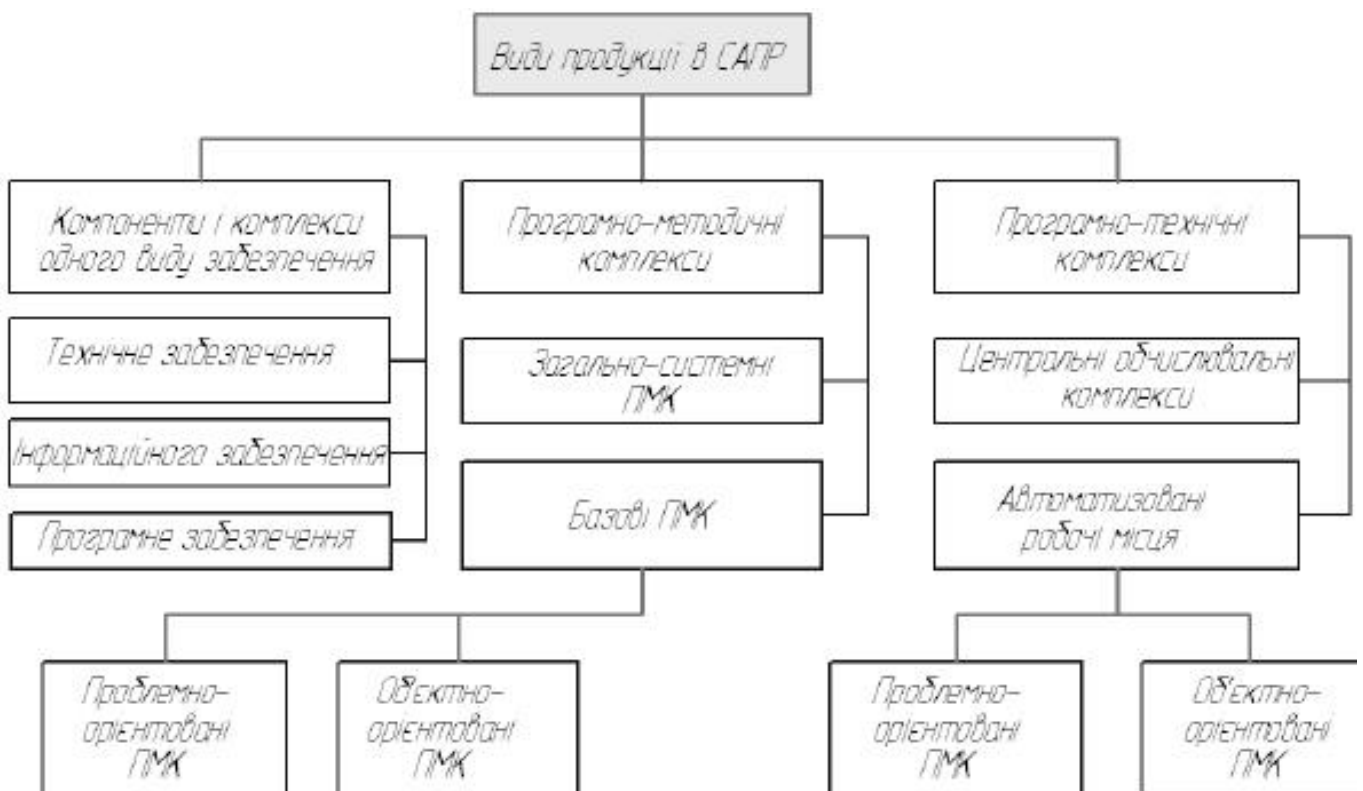 Види продукції в САПР
Компоненти і комплекси
одного виду забезпечення
Програмно-методичні
комплекси
Програмно-технічні
комплекси
Технічне забезпечення
Загально-системні
ПМК
Центральні обчислювальні
комплекси
Інформаційного забезпечення
Базові ПМК
Автоматизовані
робочі місця
Програмне забезпечення
Проблемно-
орієнтовані
ПМК
Об'єктно-
орієнтовані
ПМК
Проблемно-
орієнтовані
ПМК
Об'єктно-
орієнтовані
ПМК